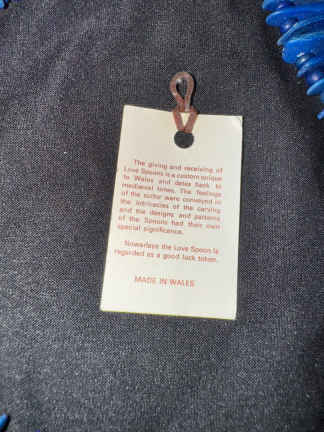 The giving and receiving of
Love Spoons is a custom unique
to Wales and dates back to
medieval times. The feelings
of the suitor were conveyed in
the intricacies of the carving
and the designs and patterns
of the Spoons had their own
special significance.
Nowadays the Love Spoon is
regarded as a good luck token.
MADE IN WALES